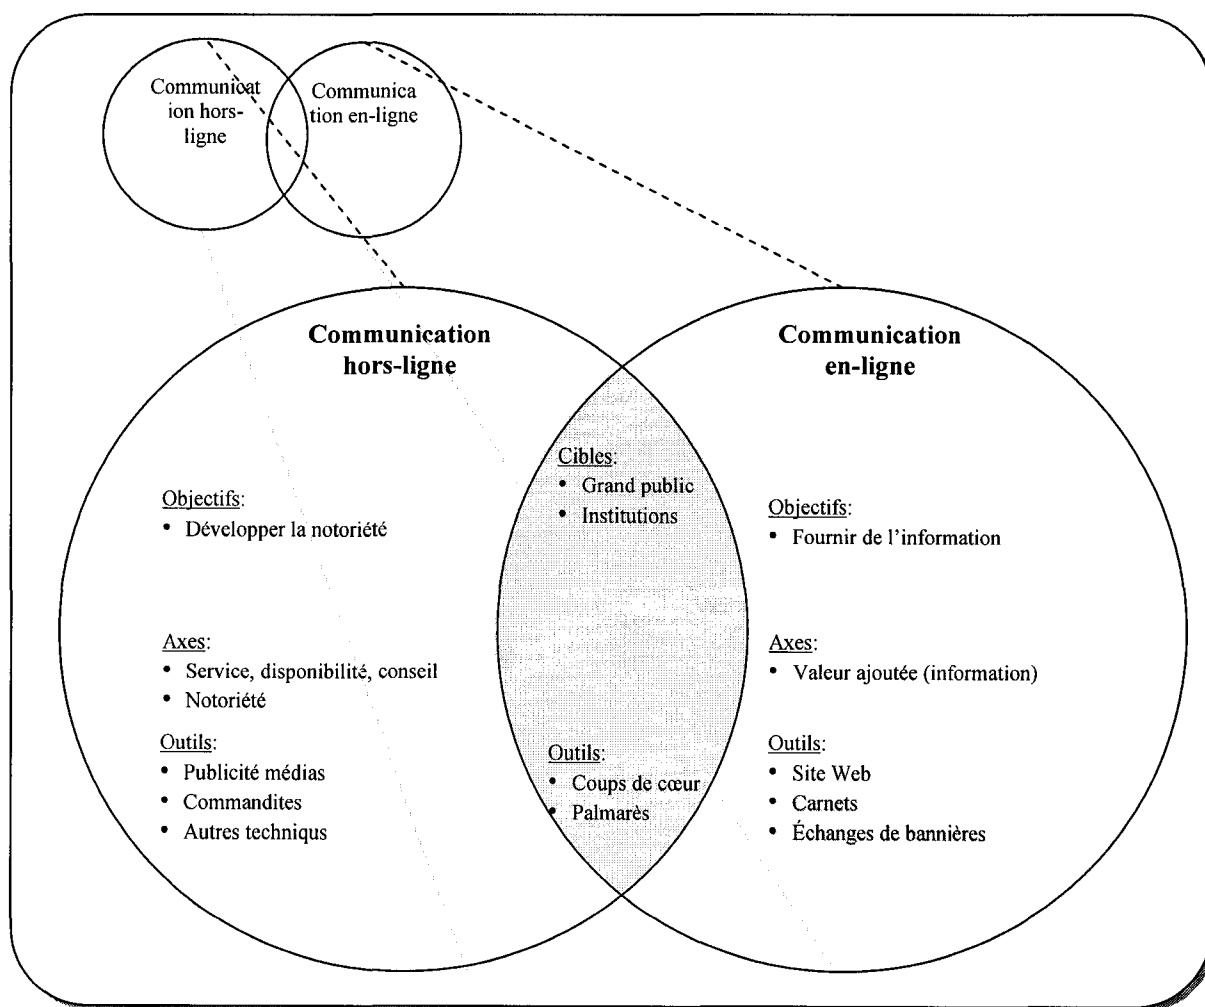 Communicat
ion hors-
ligne
Communica
tion en-ligne
Communication
hors-ligne
Objectifs:
• Développer la notoriété
Axes:
• Service, disponibilité, conseil
• Notoriété
Outils:
• Publicité médias
• Commandites
• Autres techniqus
Cibles:
• Grand public
• Institutions
Outils:
• Coups de cœur
• Palmarès
Communication
en-ligne
Objectifs:
• Fournir de l'information
Axes:
• Valeur ajoutée (information)
Outils:
• Site Web
• Carnets
• Échanges de bannières